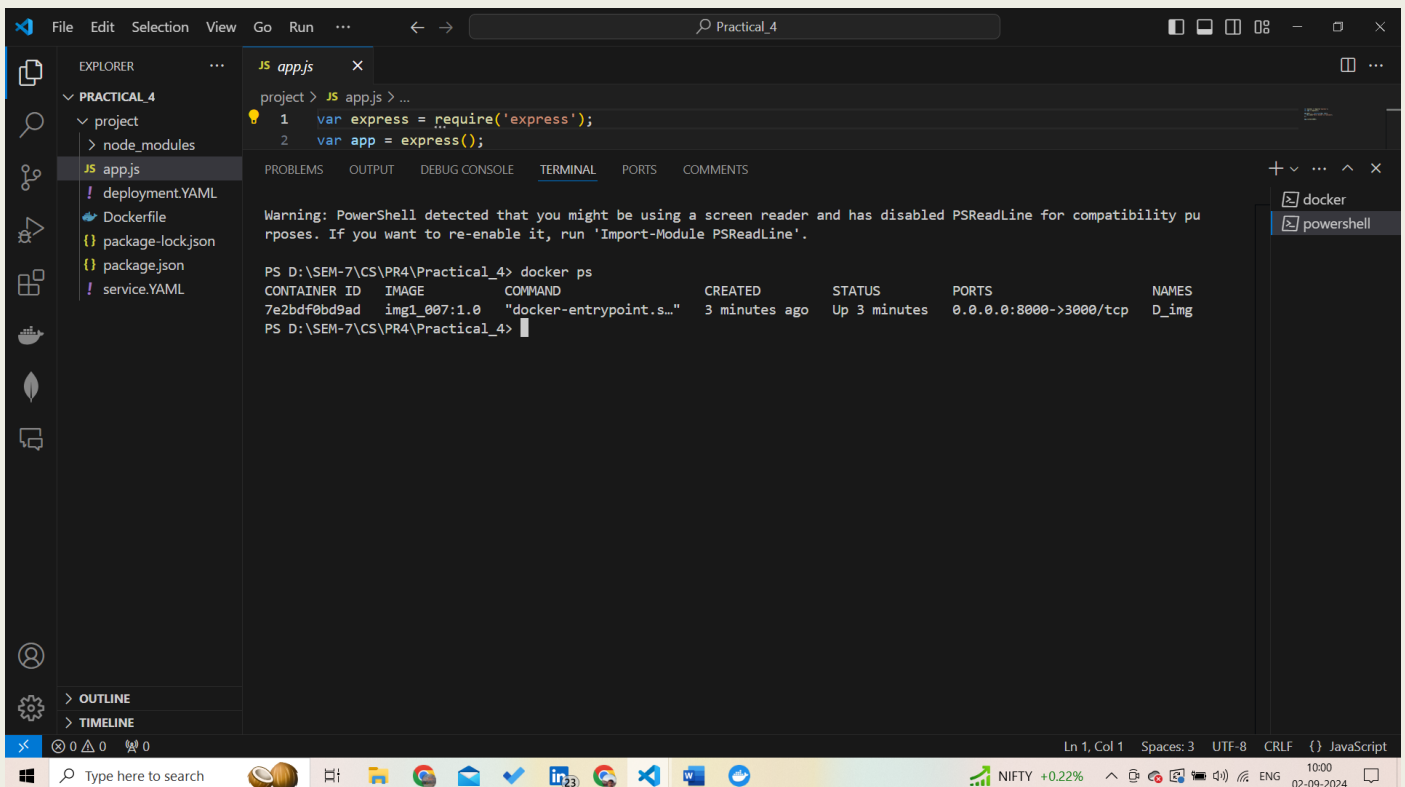 File Edit Selection View Go Run ··· ← → Practical_4
EXPLORER ···
PRACTICAL_4
project
node_modules
JS app.js
! deployment.YAML
Dockerfile
{} package-lock.json
{} package.json
! service.YAML
OUTLINE
TIMELINE
JS app.js ×
project > JS app.js > ...
1 var express = require('express');
2 var app = express();
PROBLEMS OUTPUT DEBUG CONSOLE TERMINAL PORTS COMMENTS
Warning: PowerShell detected that you might be using a screen reader and has disabled PSReadLine for compatibility pu
rposes. If you want to re-enable it, run 'Import-Module PSReadLine'.
PS D:\SEM-7\CS\PR4\Practical_4> docker ps
CONTAINER ID IMAGE COMMAND CREATED STATUS PORTS NAMES
7e2bdf0bd9ad img1_007:1.0 "docker-entrypoint.s…" 3 minutes ago Up 3 minutes 0.0.0.0:8000->3000/tcp D_img
PS D:\SEM-7\CS\PR4\Practical_4>
docker
powershell
0 0 0 Ln 1, Col 1 Spaces: 3 UTF-8 CRLF {} JavaScript
Type here to search in 23 W NIFTY +0.22% ENG 10:00
02-09-2024